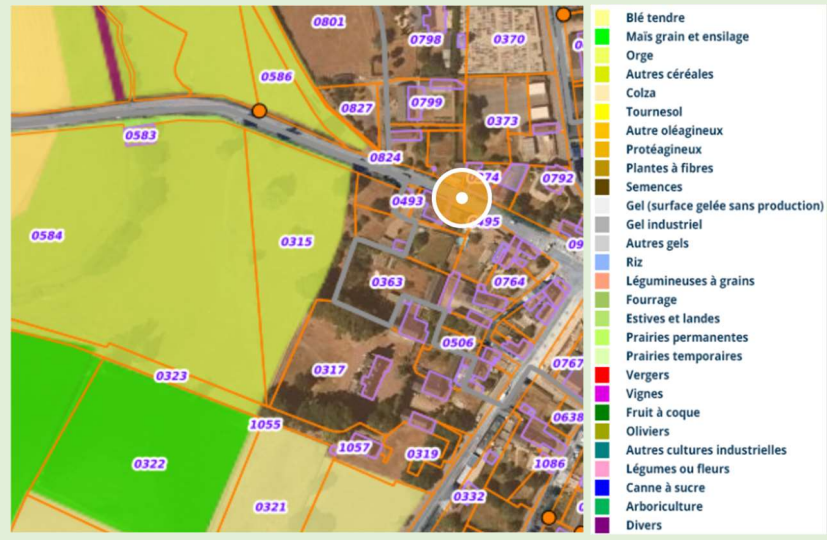 0801
0798
0370
0586
0827
0799
0373
0583
0824
0792
0493
0584
0315
0363
0764
0506
0317
0767
0323
0638
1055
1057
0319
0322
1086
0321
0332
Blé tendre
Maïs grain et ensilage
Orge
Autres céréales
Colza
Tournesol
Autre oléagineux
Protéagineux
Plantes à fibres
Semences
Gel (surface gelée sans production)
Gel industriel
Autres gels
Riz
Légumineuses à grains
Fourrage
Estives et landes
Prairies permanentes
Prairies temporaires
Vergers
Vignes
Fruit à coque
Oliviers
Autres cultures industrielles
Légumes ou fleurs
Canne à sucre
Arboriculture
Divers